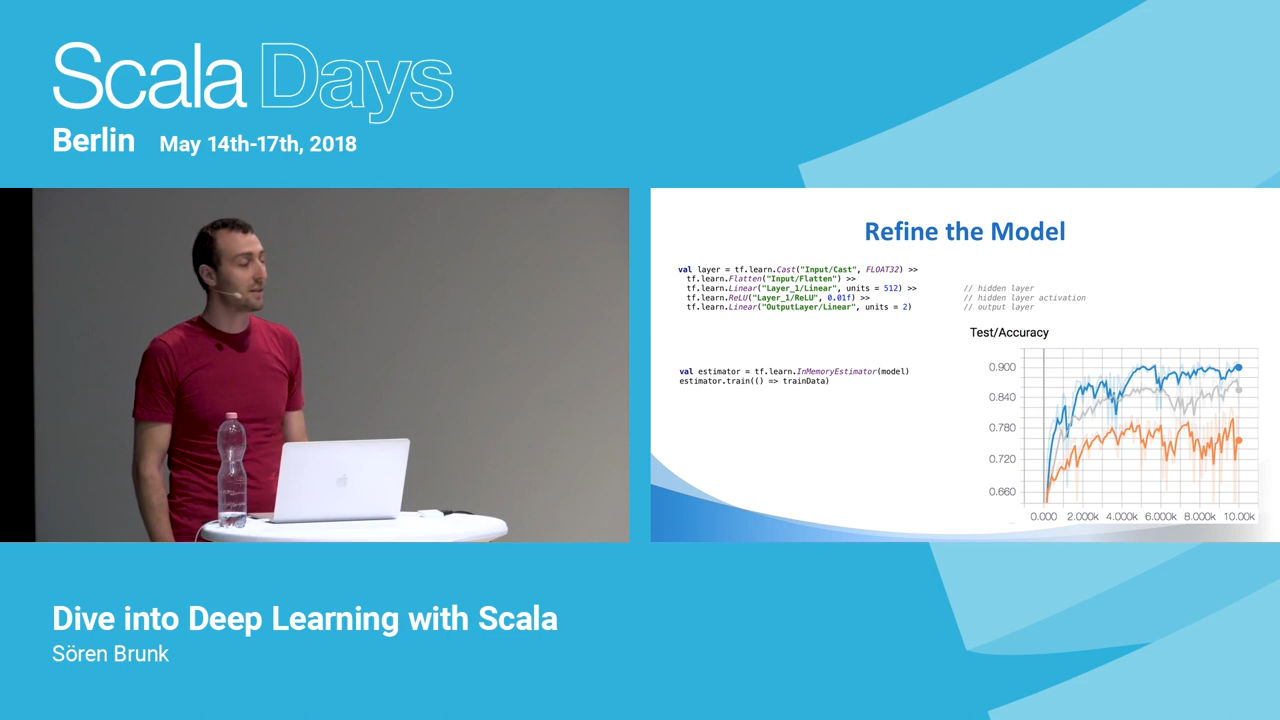 Scala Days
Berlin May 14th-17th, 2018
Refine the Model
val layer = tf.learn.Cast("Input/Cast", FLOAT32) >>
tf.learn.Flatten("Input/Flatten") >>
tf.learn.Linear("Layer_1/Linear", units = 512) >> // hidden layer
tf.learn.ReLU("Layer_1/ReLU", 0.01f) >> // hidden layer activation
tf.learn.Linear("OutputLayer/Linear", units = 2) // output layer
val estimator = tf.learn.InMemoryEstimator(model)
estimator.train(() => trainData)
Test/Accuracy
0.900
0.840
0.780
0.720
0.660
0.000 2.000k 4.000k 6.000k 8.000k 10.00k
Dive into Deep Learning with Scala
Sören Brunk